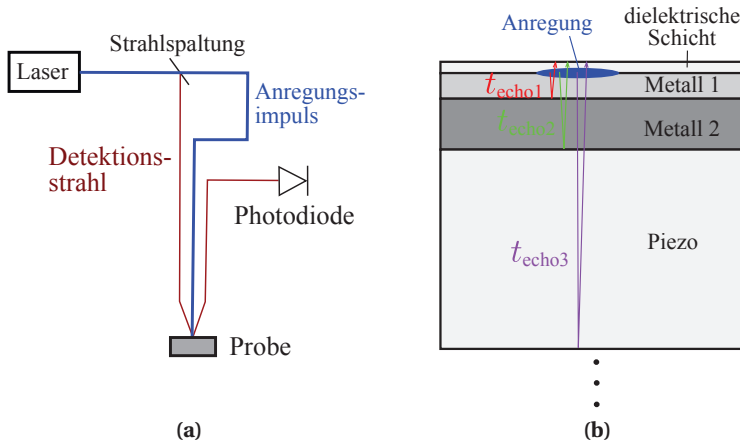 Strahlspaltung
Laser
Anregungs-
impuls
Detektions-
strahl
Photodiode
Probe
(a)
Anregung
dielektrische
Schicht
t_echo1
Metall 1
t_echo2
Metall 2
t_echo3
Piezo
(b)